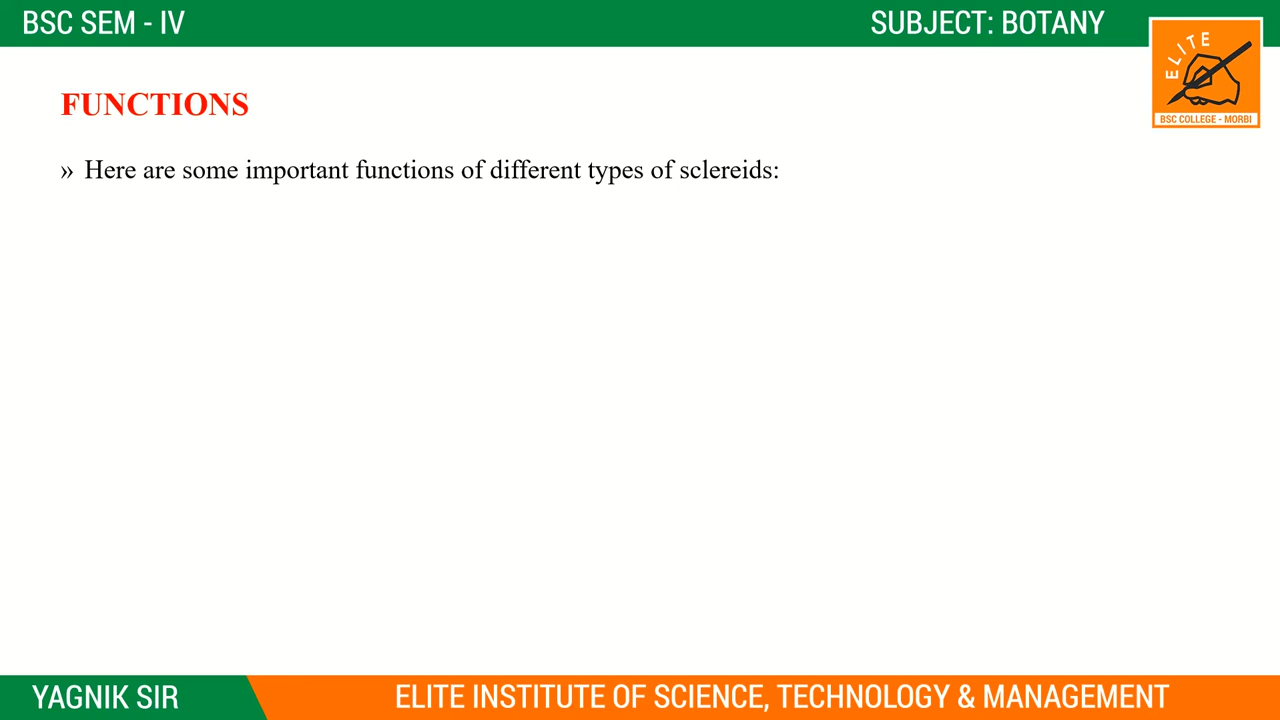 BSC SEM - IV
SUBJECT: BOTANY
ELITE
BSC COLLEGE - MORBI
FUNCTIONS
» Here are some important functions of different types of sclereids:
YAGNIK SIR
ELITE INSTITUTE OF SCIENCE, TECHNOLOGY & MANAGEMENT